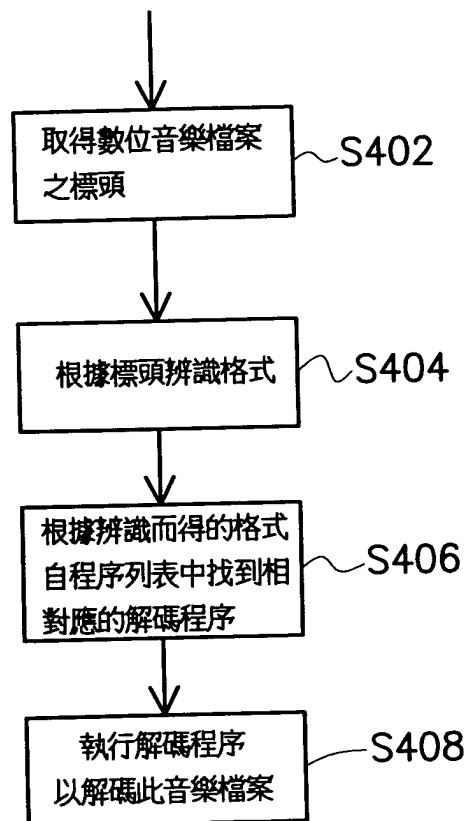 取得數位音樂檔案
之標頭
S402
根據標頭辨識格式
S404
根據辨識而得的格式
自程序列表中找到相
對應的解碼程序
S406
執行解碼程序
以解碼此音樂檔案
S408